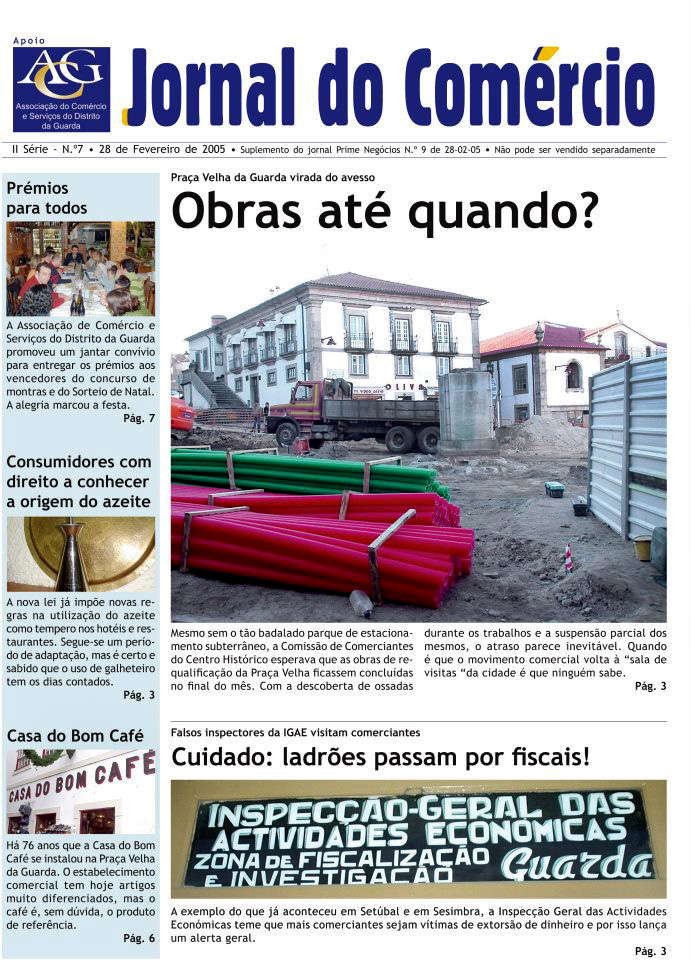 Apoio
ACG
Associação do Comércio
e Serviços do Distrito
da Guarda
Jornal do Comércio
II Série - N.º7 • 28 de Fevereiro de 2005 • Suplemento do jornal Prime Negócios N.º 9 de 28-02-05 • Não pode ser vendido separadamente
Prémios
para todos
A Associação de Comércio e
Serviços do Distrito da Guarda
promoveu um jantar convívio
para entregar os prémios aos
vencedores do concurso de
montras e do Sorteio de Natal.
A alegria marcou a festa.
Pág. 7
Consumidores com
direito a conhecer
a origem do azeite
A nova lei já impõe novas re-
gras na utilização do azeite
como tempero nos hotéis e res-
taurantes. Segue-se um perío-
do de adaptação, mas é certo e
sabido que o uso de galheteiro
tem os dias contados.
Pág. 3
Casa do Bom Café
CASA DO BOM CAFÉ
Há 76 anos que a Casa do Bom
Café se instalou na Praça Velha
da Guarda. O estabelecimento
comercial tem hoje artigos
muito diferenciados, mas o
café é, sem dúvida, o produto
de referência.
Pág. 6
Praça Velha da Guarda virada do avesso
Obras até quando?
OLIVA
Mesmo sem o tão badalado parque de estaciona-
mento subterrâneo, a Comissão de Comerciantes
do Centro Histórico esperava que as obras de re-
qualificação da Praça Velha ficassem concluídas
no final do mês. Com a descoberta de ossadas
durante os trabalhos e a suspensão parcial dos
mesmos, o atraso parece inevitável. Quando
é que o movimento comercial volta à “sala de
visitas “da cidade é que ninguém sabe.
Pág. 3
Falsos inspectores da IGAE visitam comerciantes
Cuidado: ladrões passam por fiscais!
INSPECÇÃO-GERAL DAS
ACTIVIDADES ECONÓMICAS
ZONA DE FISCALIZAÇÃO
E INVESTIGAÇÃO Guarda
A exemplo do que já aconteceu em Setúbal e em Sesimbra, a Inspecção Geral das Actividades
Económicas teme que mais comerciantes sejam vítimas de extorsão de dinheiro e por isso lança
um alerta geral.
Pág. 3